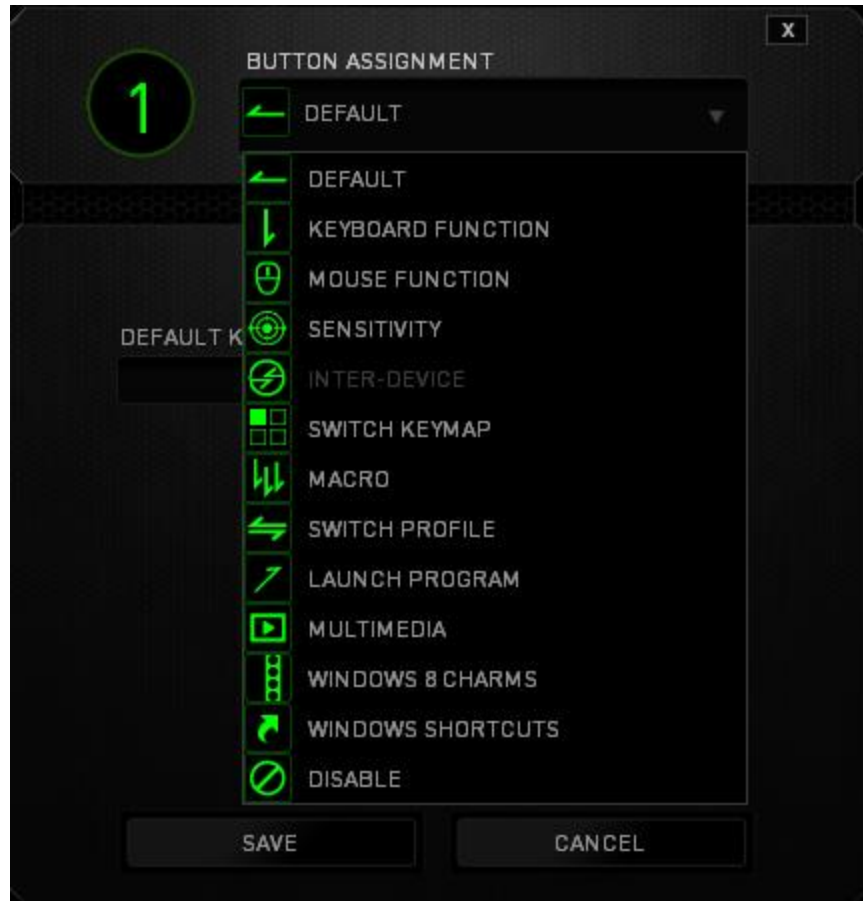 X
BUTTON ASSIGNMENT
1
DEFAULT
DEFAULT
KEYBOARD FUNCTION
MOUSE FUNCTION
SENSITIVITY
DEFAULT K
INTER-DEVICE
SWITCH KEYMAP
MACRO
SWITCH PROFILE
LAUNCH PROGRAM
MULTIMEDIA
WINDOWS 8 CHARMS
WINDOWS SHORTCUTS
DISABLE
SAVE
CANCEL